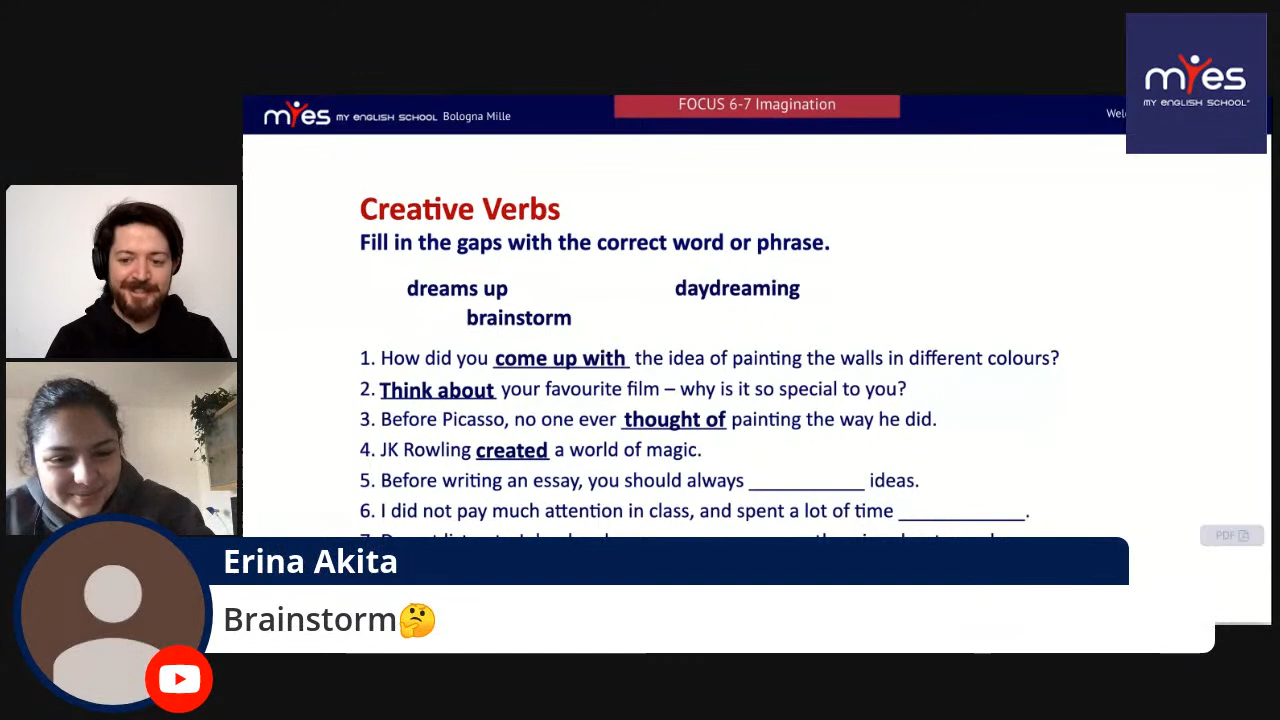 myes
MY ENGLISH SCHOOL
myes MY ENGLISH SCHOOL Bologna Mille
FOCUS 6-7 Imagination
Creative Verbs
Fill in the gaps with the correct word or phrase.
dreams up daydreaming
brainstorm
1. How did you come up with the idea of painting the walls in different colours?
2. Think about your favourite film – why is it so special to you?
3. Before Picasso, no one ever thought of painting the way he did.
4. JK Rowling created a world of magic.
5. Before writing an essay, you should always ___________ ideas.
6. I did not pay much attention in class, and spent a lot of time ____________.
PDF
Erina Akita
Brainstorm🤔